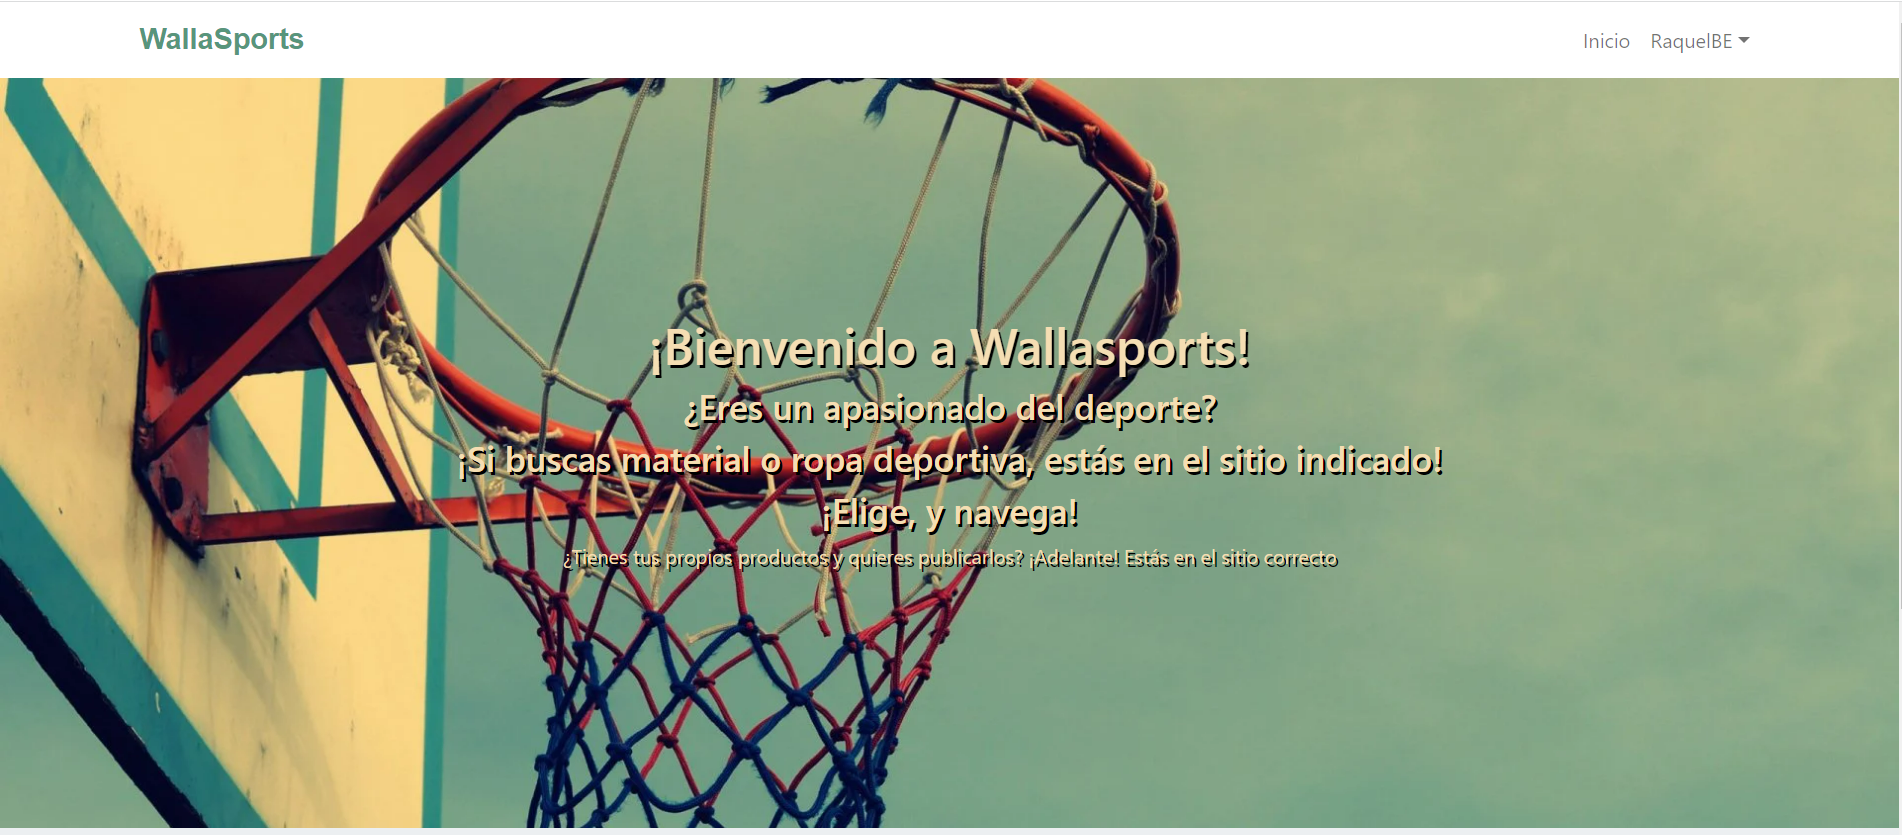 WallaSports
Inicio RaquelBE
¡Bienvenido a Wallasports!
¿Eres un apasionado del deporte?
¡Si buscas material o ropa deportiva, estás en el sitio indicado!
¡Elige, y navega!
¿Tienes tus propios productos y quieres publicarlos? ¡Adelante! Estás en el sitio correcto